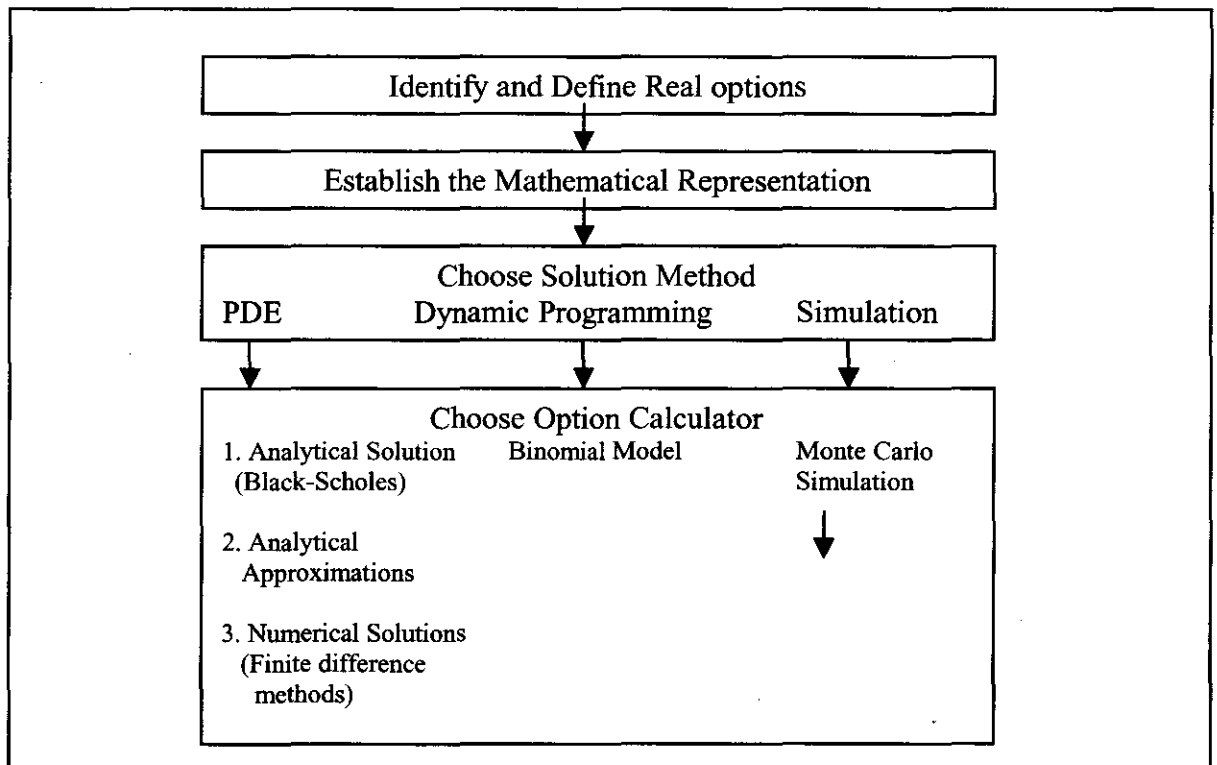 Identify and Define Real options
Establish the Mathematical Representation
Choose Solution Method
PDE Dynamic Programming Simulation
Choose Option Calculator
1. Analytical Solution Binomial Model Monte Carlo
(Black-Scholes) Simulation
2. Analytical
Approximations
3. Numerical Solutions
(Finite difference
methods)